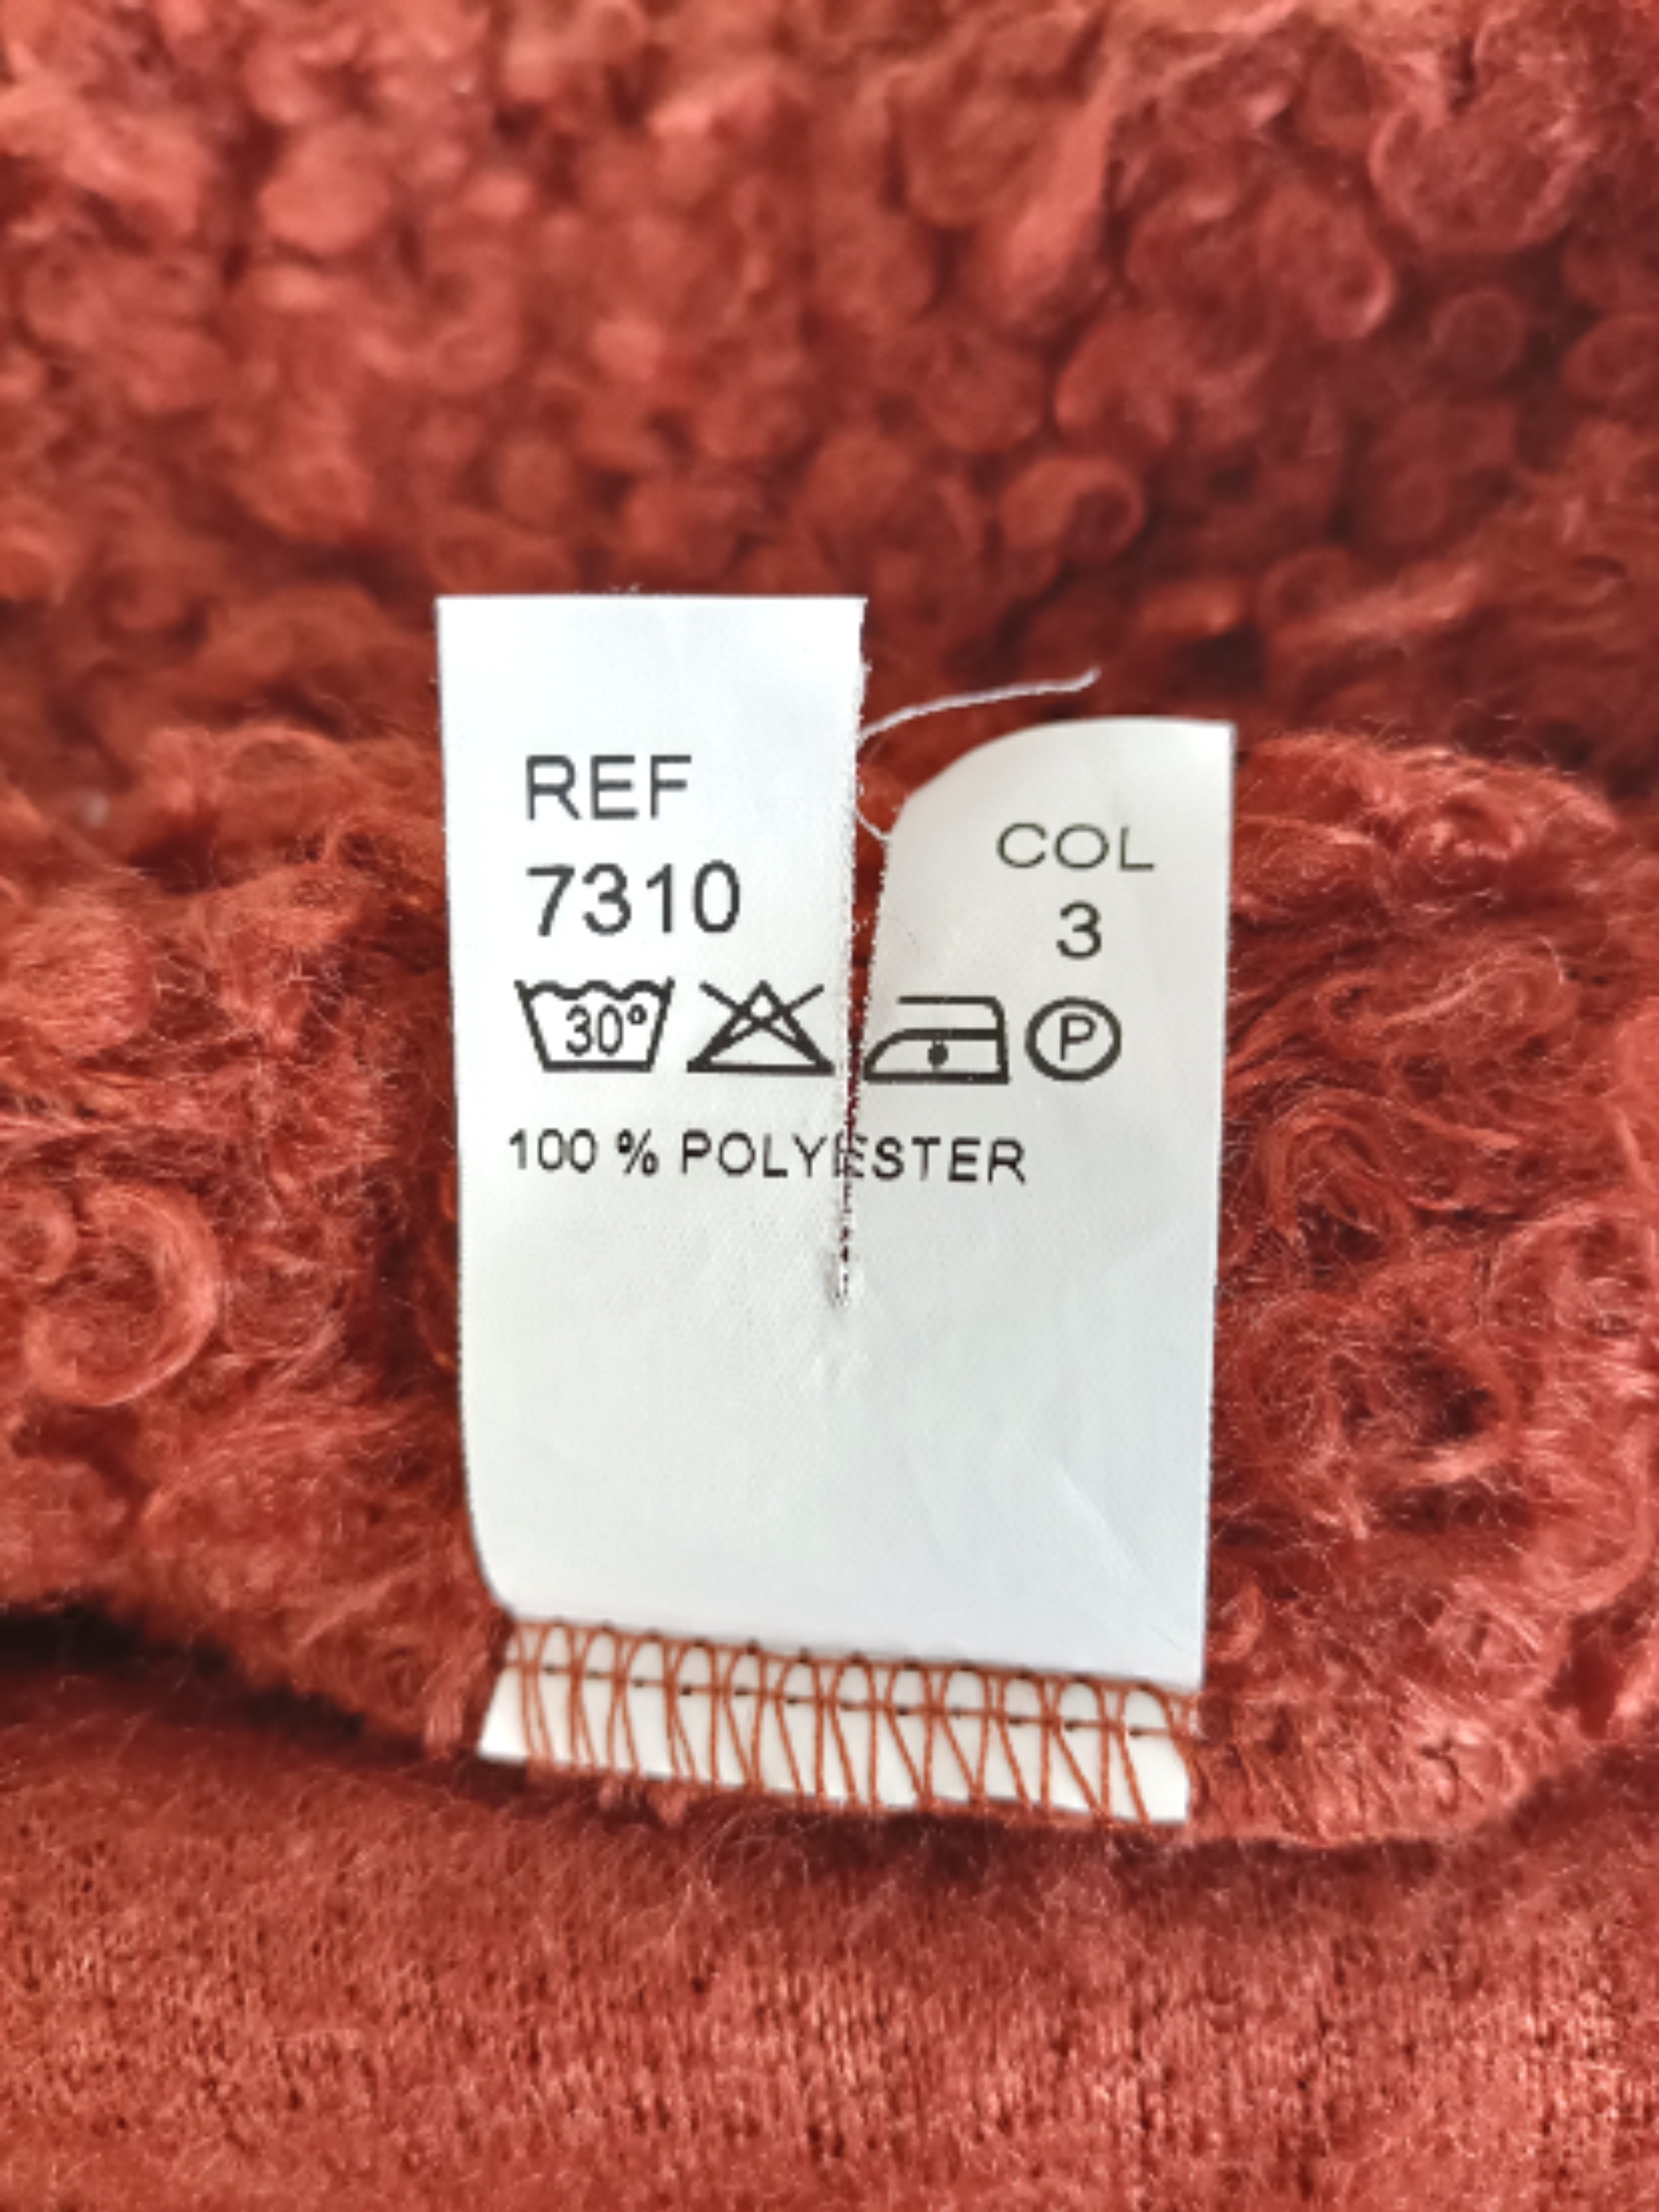 REF
7310
COL
3
30°
P
100 % POLYESTER